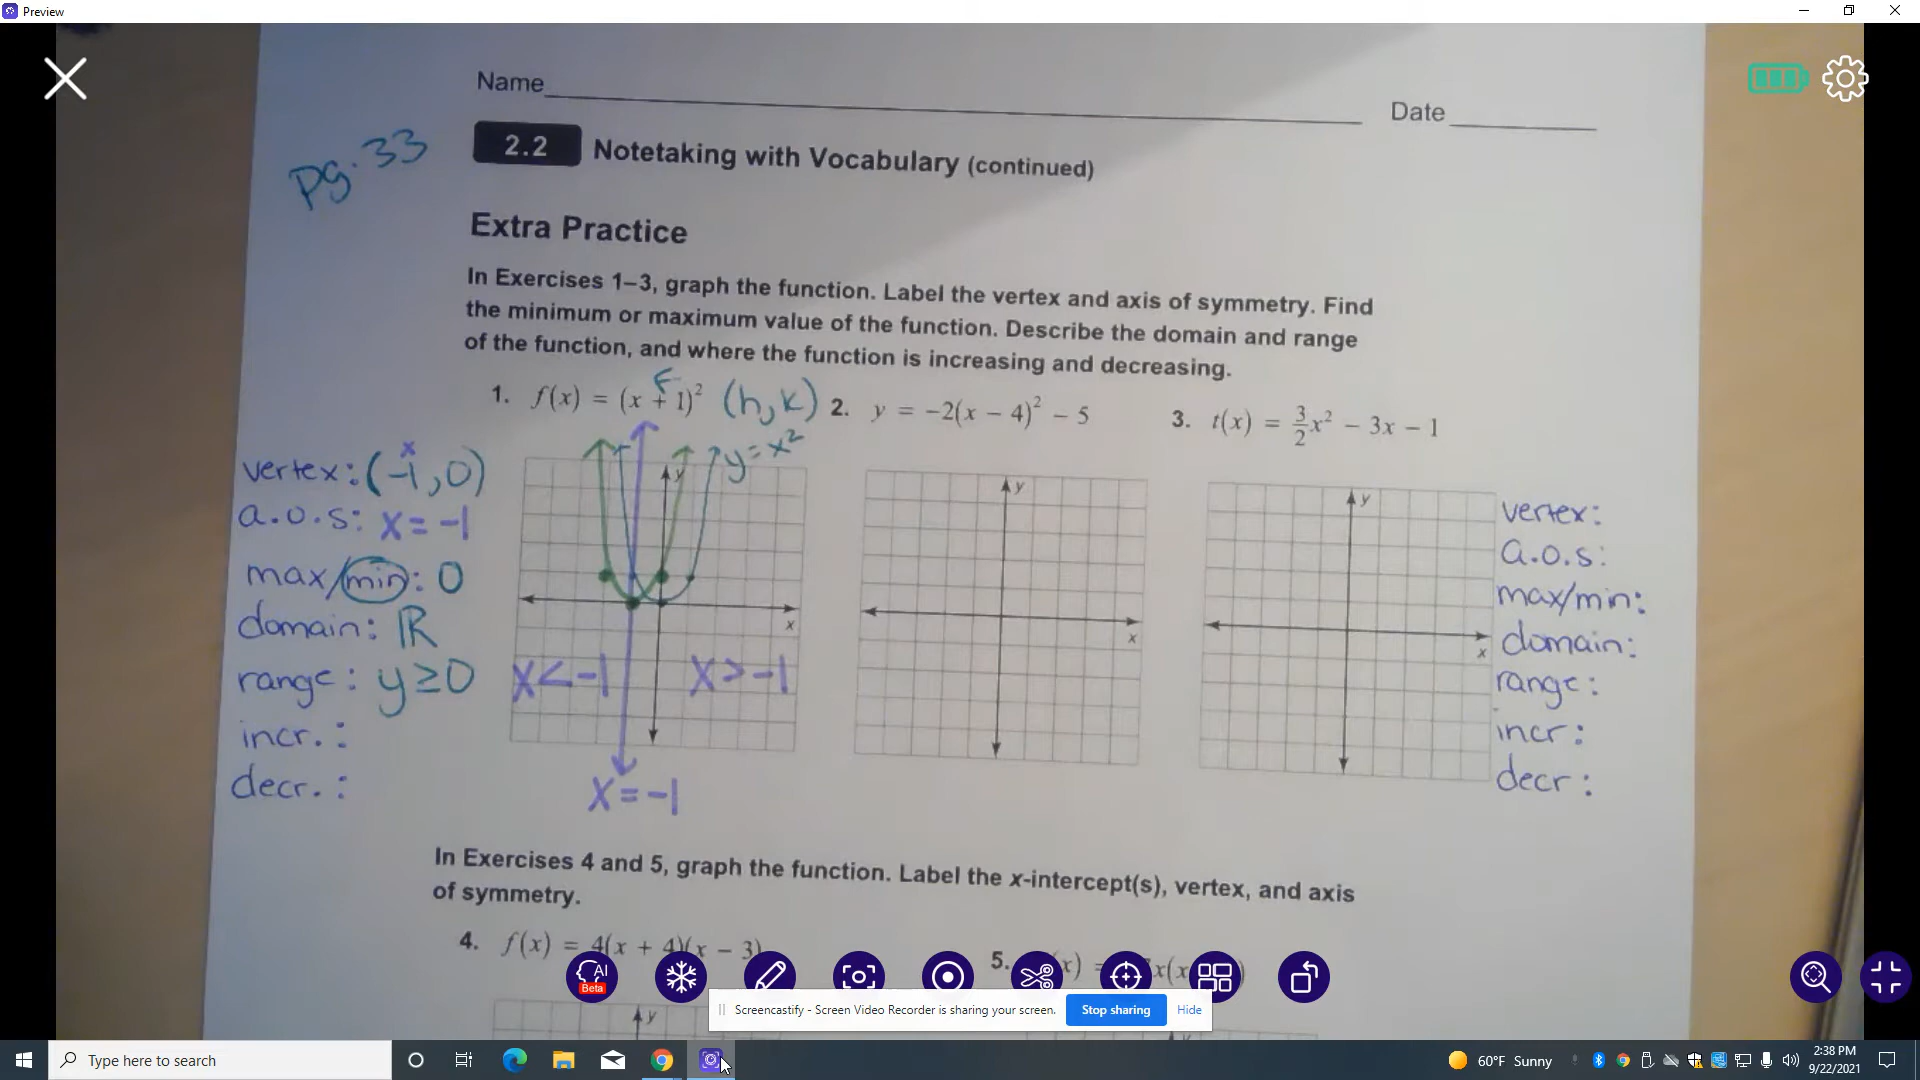 Preview
Name
Date
pg. 33
2.2 Notetaking with Vocabulary (continued)
Extra Practice
In Exercises 1–3, graph the function. Label the vertex and axis of symmetry. Find
the minimum or maximum value of the function. Describe the domain and range
of the function, and where the function is increasing and decreasing.
1. f(x) = (x + 1)² (h, k)
2. y = −2(x − 4)² − 5
3. t(x) = 3/2x² − 3x − 1
y = x²
vertex: (-1, 0)
x
a.o.s: x = -1
max/min: 0
domain: ℝ
range: y ≥ 0
incr. :
decr. :
y
x
x < -1
x > -1
x = -1
y
x
y
x
vertex:
a.o.s:
max/min:
domain:
range:
incr:
decr:
In Exercises 4 and 5, graph the function. Label the x-intercept(s), vertex, and axis
of symmetry.
4. f(x) = 4(x + 4)(x − 3)
5.
y
AI
Beta
Screencastify - Screen Video Recorder is sharing your screen.
Stop sharing
Hide
Type here to search
60°F Sunny
2:38 PM
9/22/2021